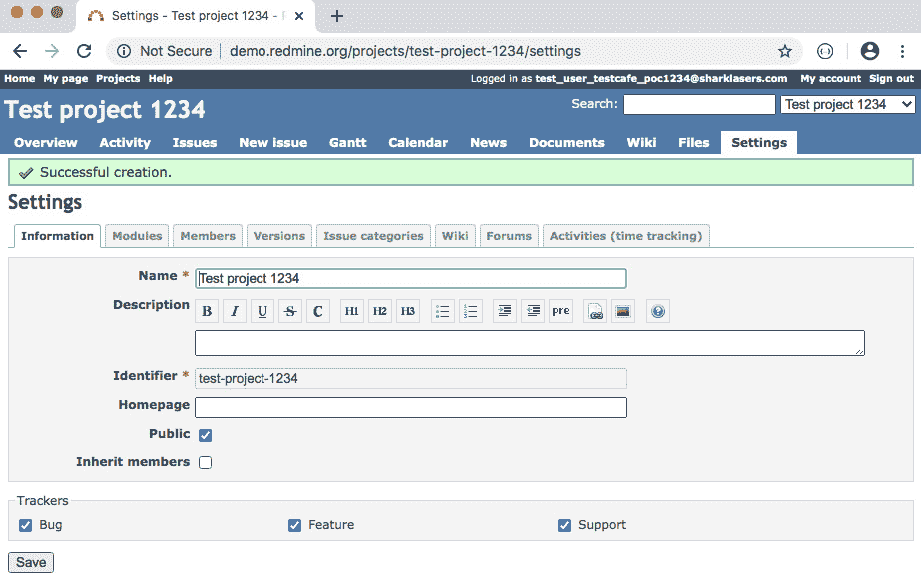 Settings - Test project 1234 -
Not Secure demo.redmine.org/projects/test-project-1234/settings
Home My page Projects Help Logged in as test_user_testcafe_poc1234@sharklasers.com My account Sign out
Test project 1234 Search: Test project 1234
Overview Activity Issues New issue Gantt Calendar News Documents Wiki Files Settings
Successful creation.
Settings
Information Modules Members Versions Issue categories Wiki Forums Activities (time tracking)
Name * Test project 1234
Description B I U S C H1 H2 H3 pre
Identifier * test-project-1234
Homepage
Public
Inherit members
Trackers
Bug Feature Support
Save